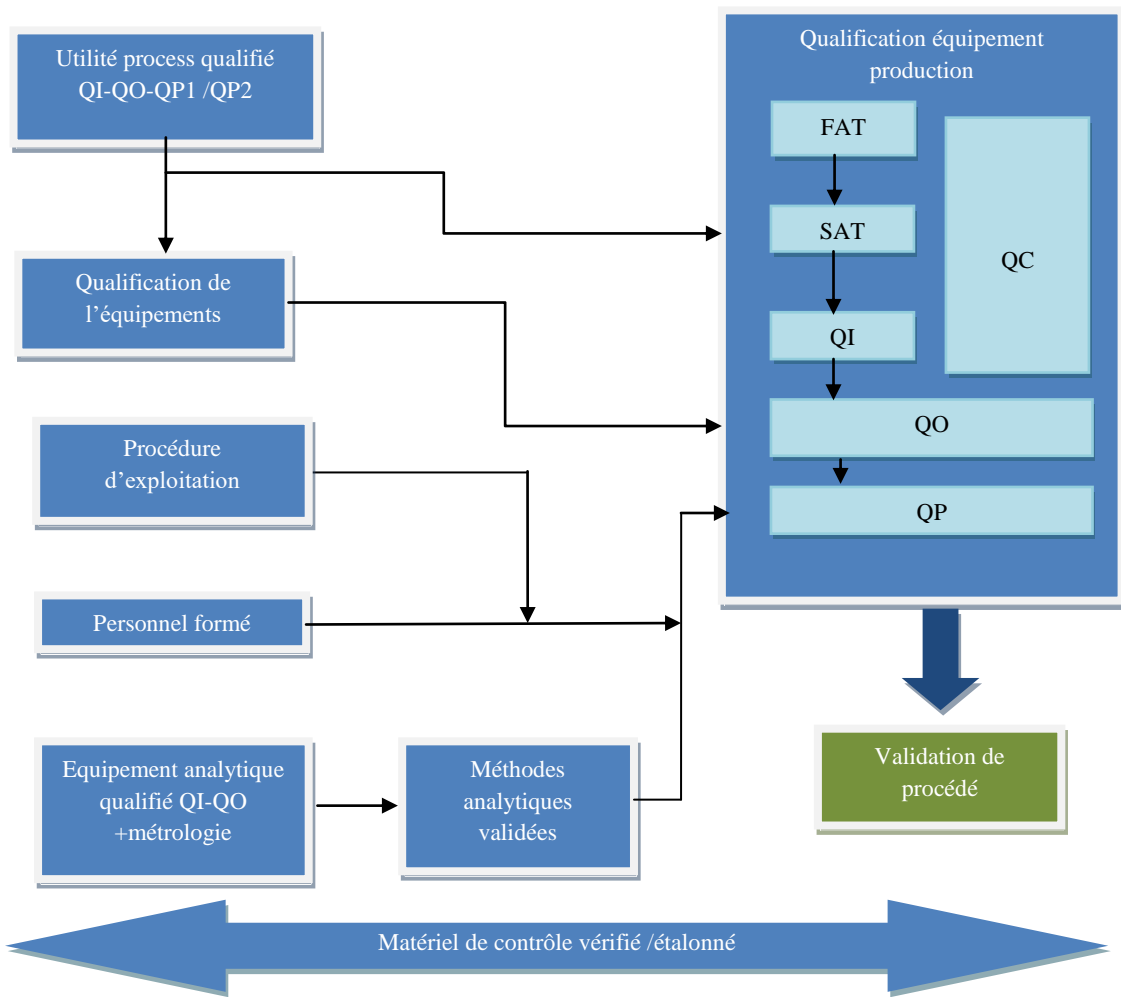 Utilité process qualifié
QI-QO-QP1 /QP2
Qualification de
l’équipements
Procédure
d’exploitation
Personnel formé
Equipement analytique
qualifié QI-QO
+métrologie
Méthodes
analytiques
validées
Qualification équipement
production
FAT
SAT
QI
QC
QO
QP
Validation de
procédé
Matériel de contrôle vérifié /étalonné